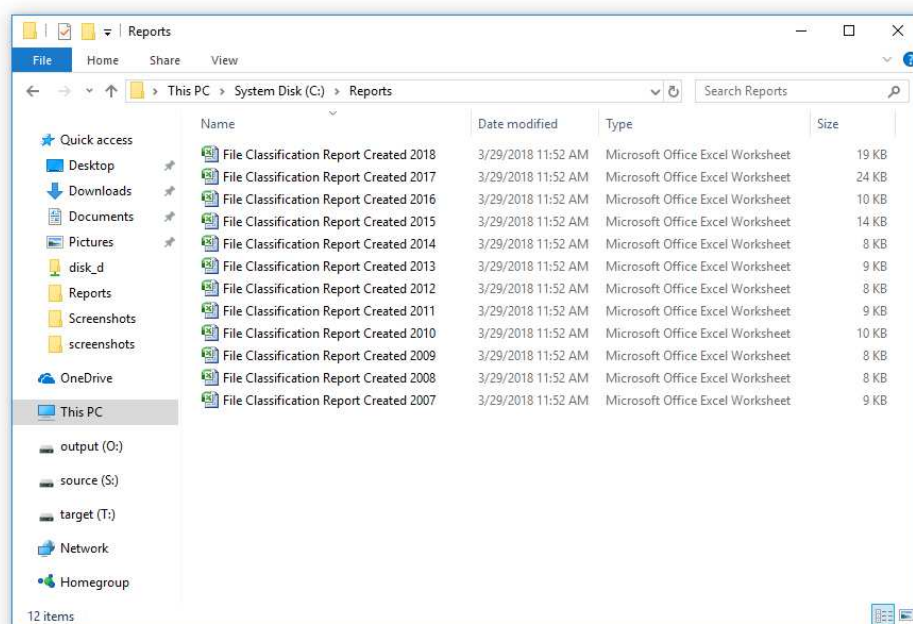 Reports
File Home Share View
This PC > System Disk (C:) > Reports Search Reports
Name Date modified Type Size
Quick access
Desktop
Downloads
Documents
Pictures
disk_d
Reports
Screenshots
screenshots
OneDrive
This PC
output (O:)
source (S:)
target (T:)
Network
Homegroup
File Classification Report Created 2018 3/29/2018 11:52 AM Microsoft Office Excel Worksheet 19 KB
File Classification Report Created 2017 3/29/2018 11:52 AM Microsoft Office Excel Worksheet 24 KB
File Classification Report Created 2016 3/29/2018 11:52 AM Microsoft Office Excel Worksheet 10 KB
File Classification Report Created 2015 3/29/2018 11:52 AM Microsoft Office Excel Worksheet 14 KB
File Classification Report Created 2014 3/29/2018 11:52 AM Microsoft Office Excel Worksheet 8 KB
File Classification Report Created 2013 3/29/2018 11:52 AM Microsoft Office Excel Worksheet 9 KB
File Classification Report Created 2012 3/29/2018 11:52 AM Microsoft Office Excel Worksheet 8 KB
File Classification Report Created 2011 3/29/2018 11:52 AM Microsoft Office Excel Worksheet 9 KB
File Classification Report Created 2010 3/29/2018 11:52 AM Microsoft Office Excel Worksheet 10 KB
File Classification Report Created 2009 3/29/2018 11:52 AM Microsoft Office Excel Worksheet 8 KB
File Classification Report Created 2008 3/29/2018 11:52 AM Microsoft Office Excel Worksheet 8 KB
File Classification Report Created 2007 3/29/2018 11:52 AM Microsoft Office Excel Worksheet 9 KB
12 items